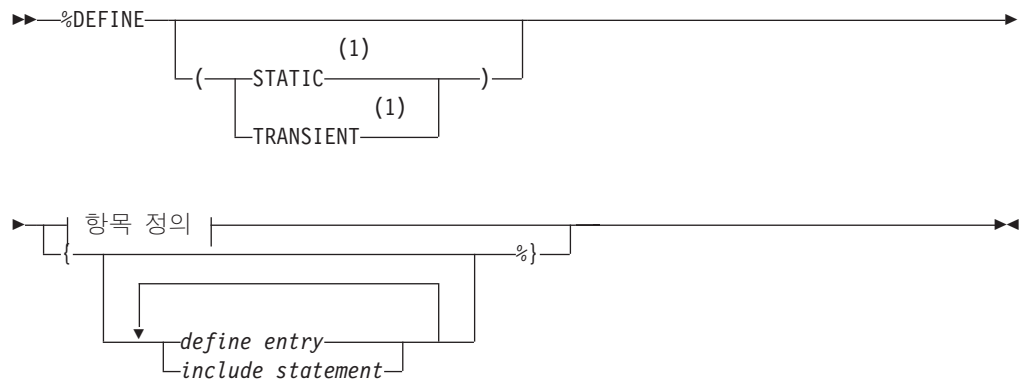 %DEFINE
(1)
( STATIC )
(1)
TRANSIENT
항목 정의
{ %}
define entry
include statement